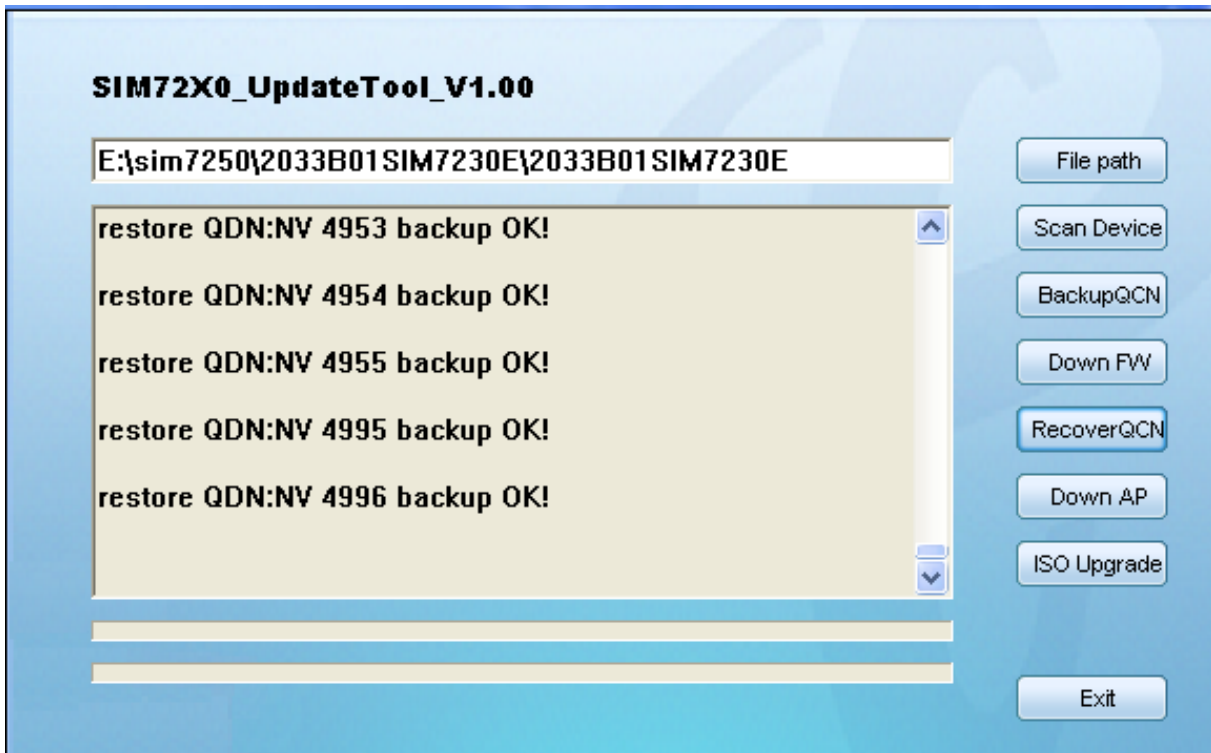 SIM72X0_UpdateTool_V1.00
E:\sim7250\2033B01SIM7230E\2033B01SIM7230E
File path
restore QDN:NV 4953 backup OK!
Scan Device
restore QDN:NV 4954 backup OK!
BackupQCN
restore QDN:NV 4955 backup OK!
Down FW
restore QDN:NV 4995 backup OK!
RecoverQCN
restore QDN:NV 4996 backup OK!
Down AP
ISO Upgrade
Exit